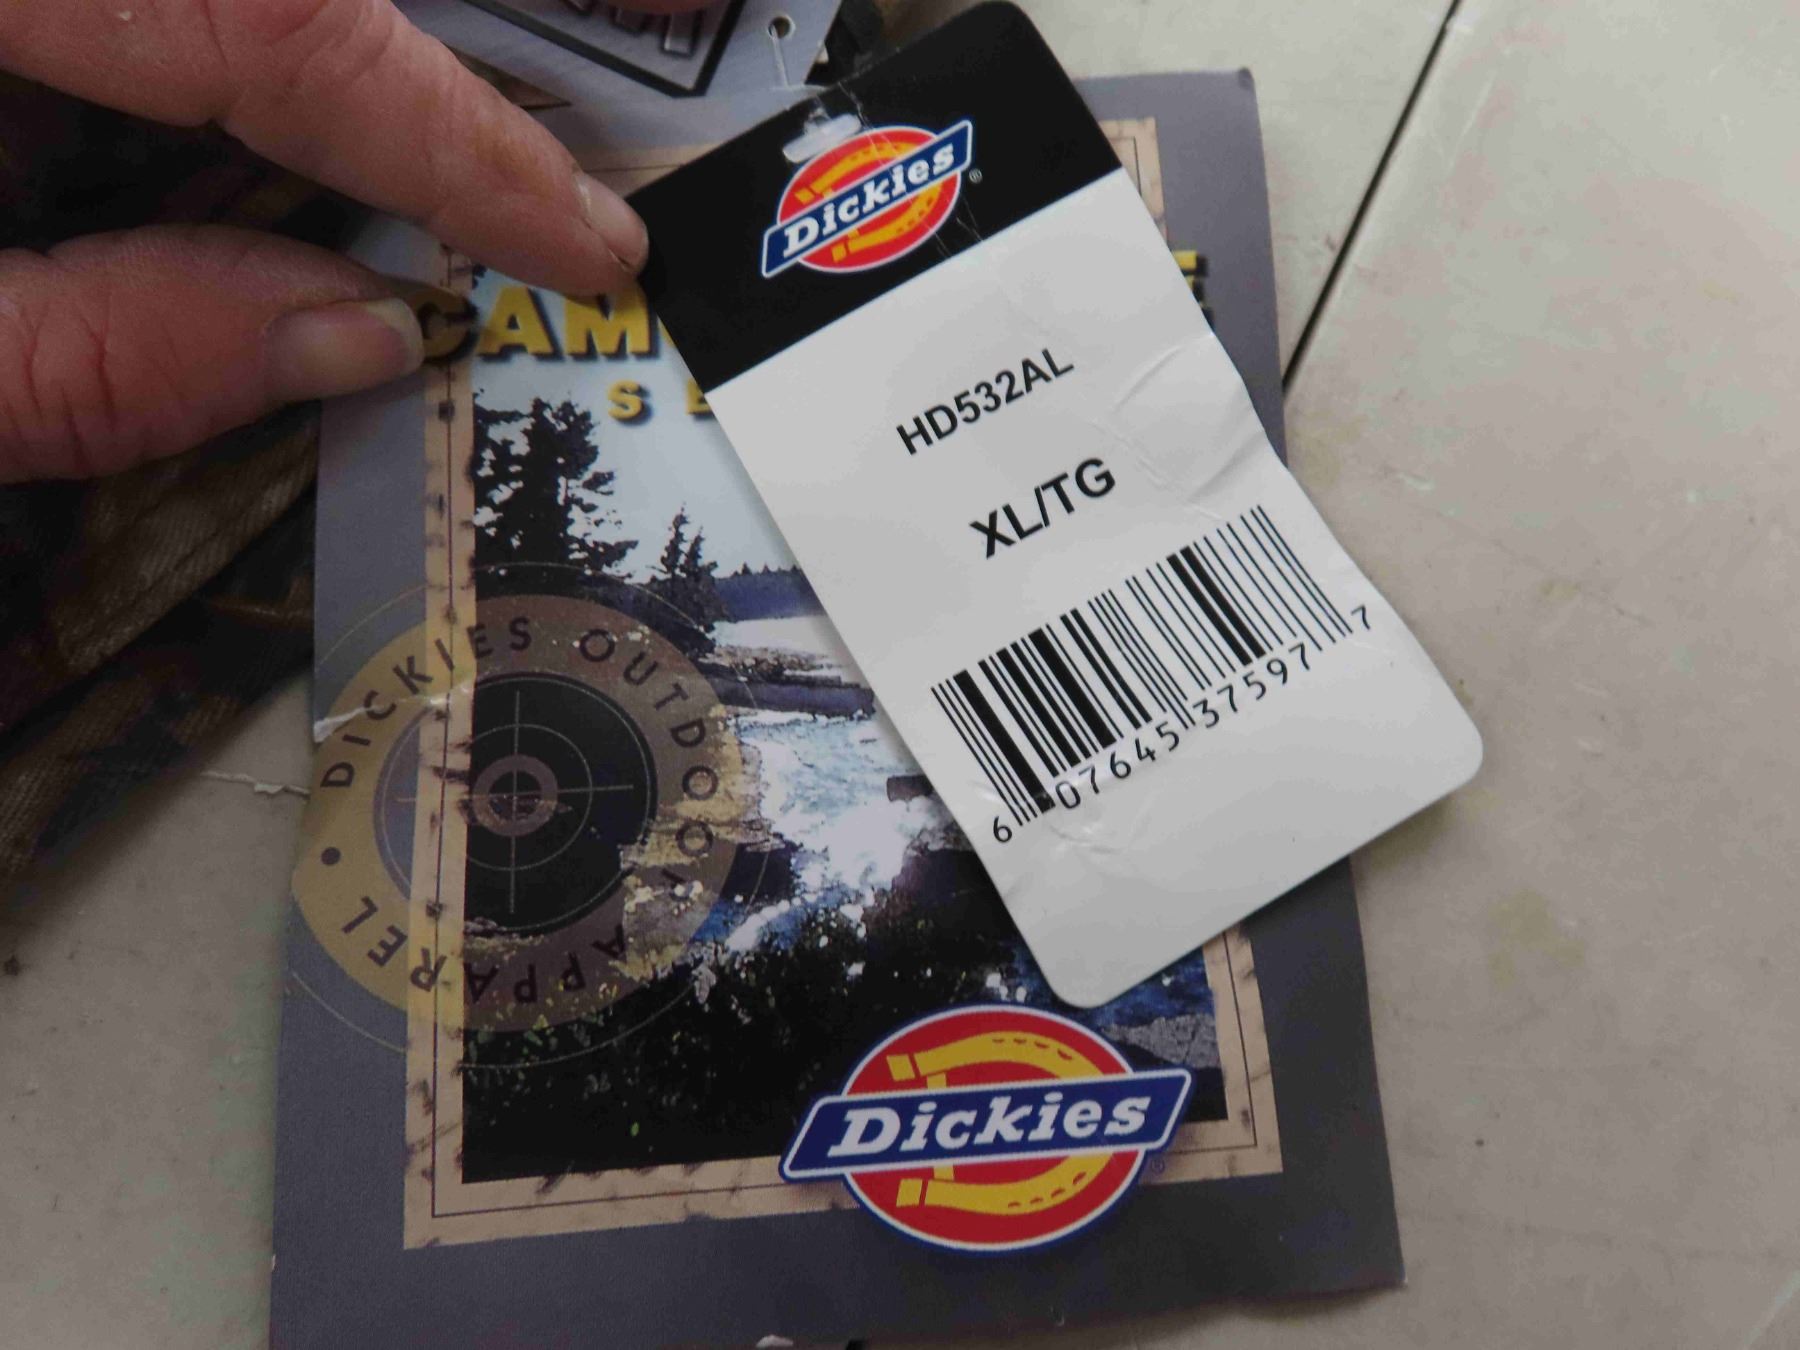 Dickies
HD532AL
XL/TG
6 07645 37597 7
DICKIES OUTDOOR APPAREL •
Dickies